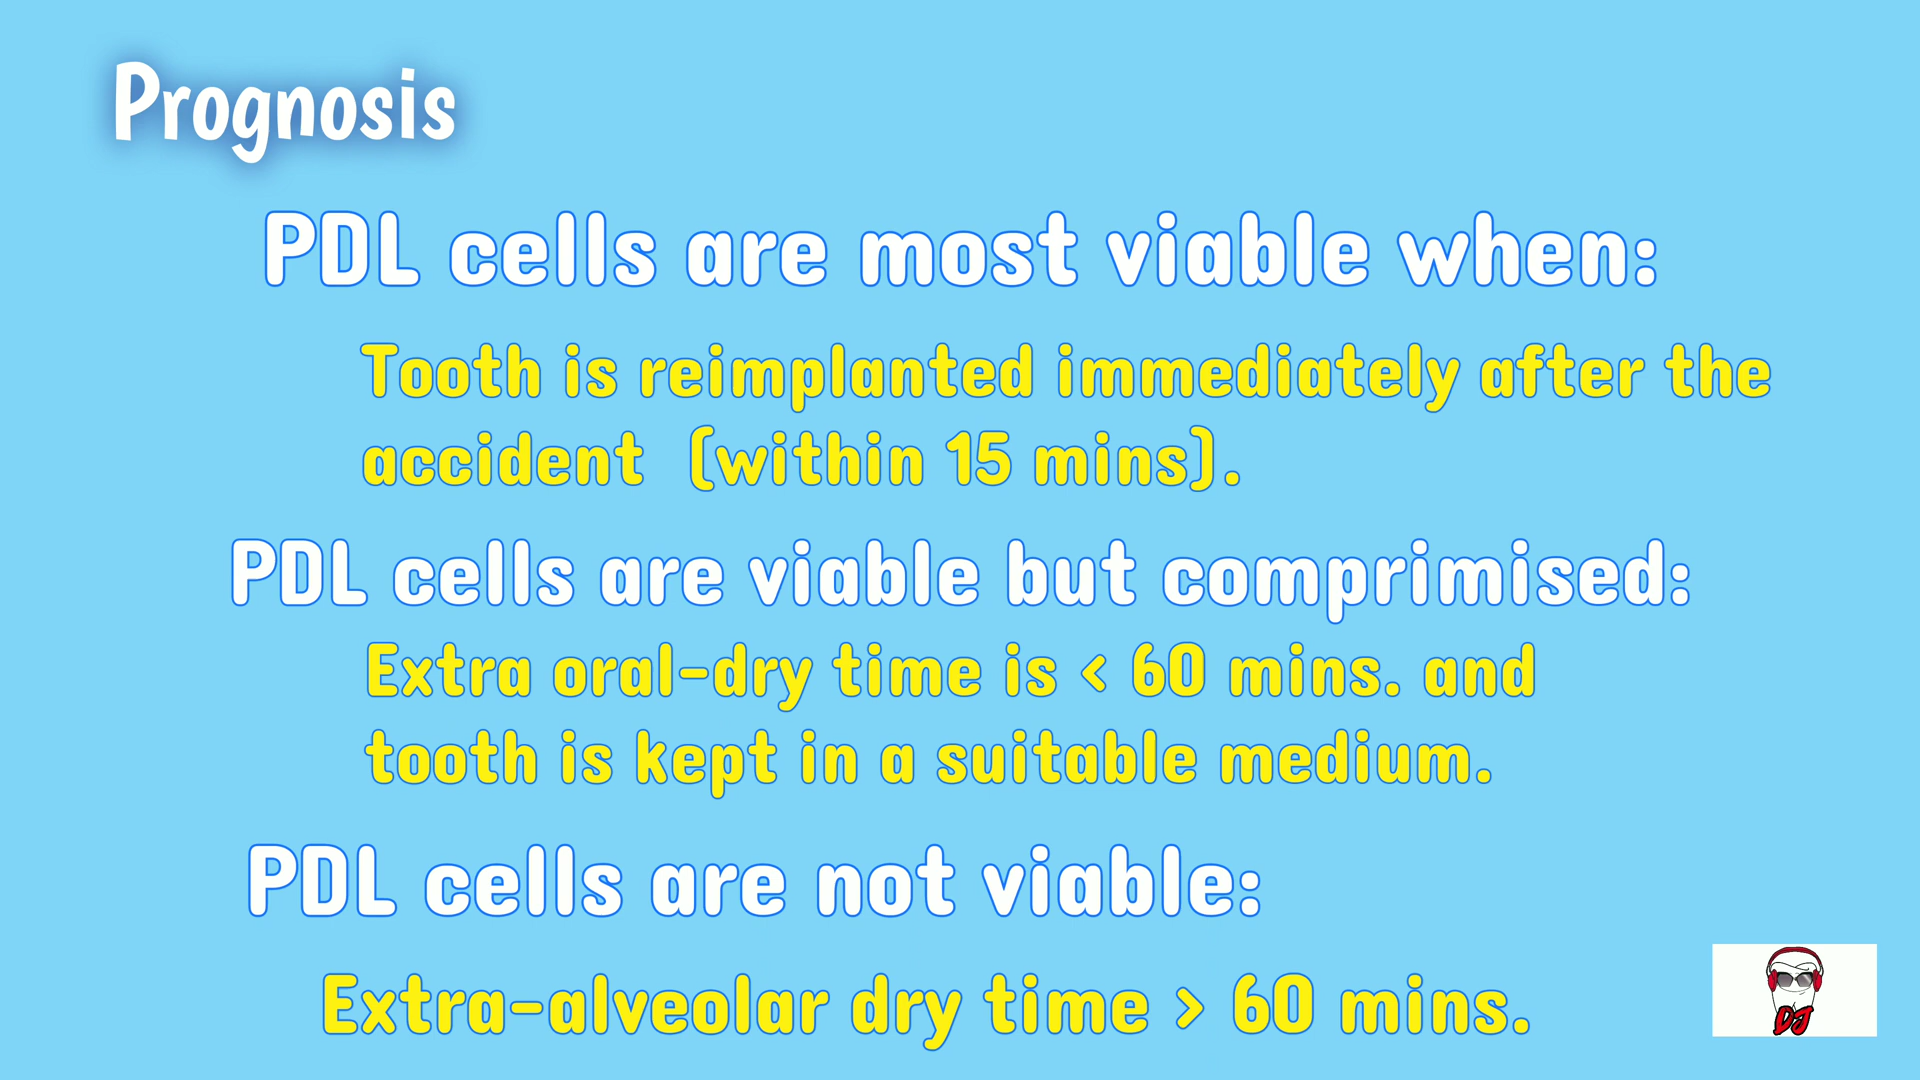 Prognosis
PDL cells are most viable when:
Tooth is reimplanted immediately after the
accident (within 15 mins).
PDL cells are viable but comprimised:
Extra oral-dry time is < 60 mins. and
tooth is kept in a suitable medium.
PDL cells are not viable:
Extra-alveolar dry time > 60 mins.
DJ